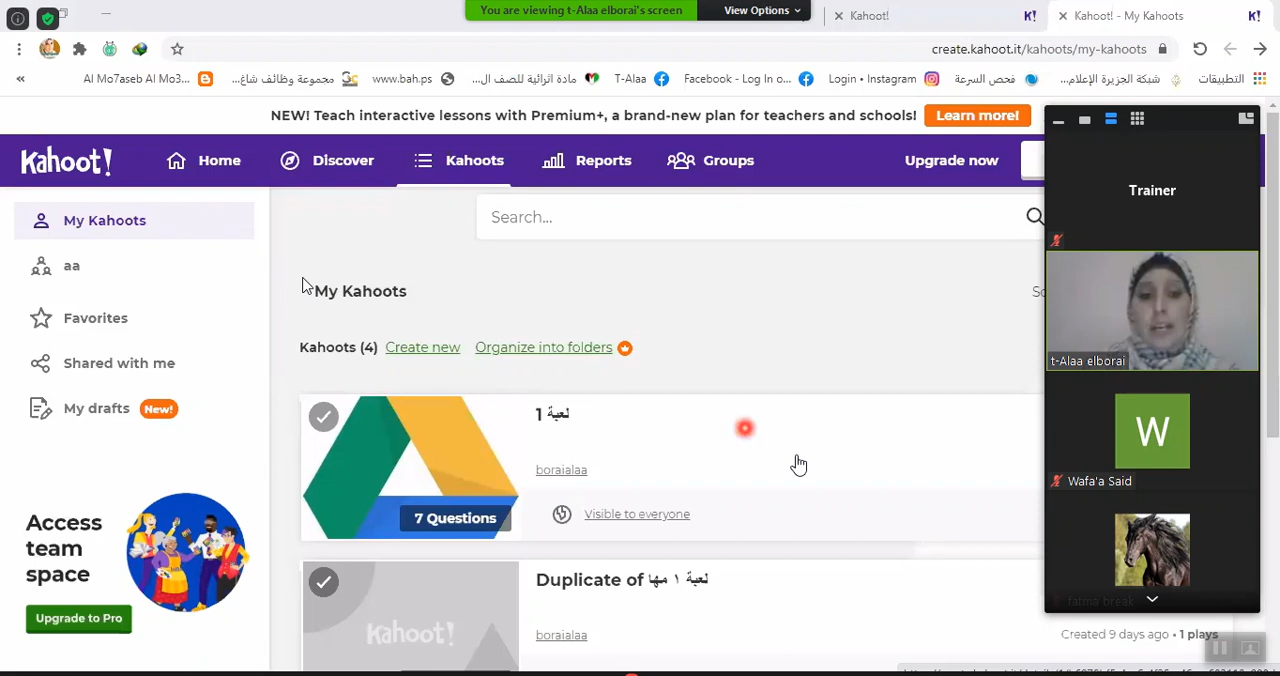 You are viewing t-Alaa elborai's screen
View Options
Kahoot!
K!
Kahoot! - My Kahoots
K!
create.kahoot.it/kahoots/my-kahoots
Al Mo7aseb Al Mo3...
مجموعة وظائف شاغ...
www.bah.ps
مادة اثرائية للصف ال...
T-Alaa
Facebook - Log In o...
Login • Instagram
فحص السرعة
شبكة الجزيرة الإعلام...
التطبيقات
NEW! Teach interactive lessons with Premium+, a brand-new plan for teachers and schools!
Learn more!
Kahoot!
Home
Discover
Kahoots
Reports
Groups
Upgrade now
My Kahoots
aa
Favorites
Shared with me
My drafts
New!
Access
team
space
Upgrade to Pro
Search...
My Kahoots
Kahoots (4)
Create new
Organize into folders
لعبة 1
7 Questions
boraialaa
Visible to everyone
Duplicate of لعبة ١ مها
Kahoot!
boraialaa
Created 9 days ago • 1 plays
Trainer
t-Alaa elborai
W
Wafa'a Said
fatma break